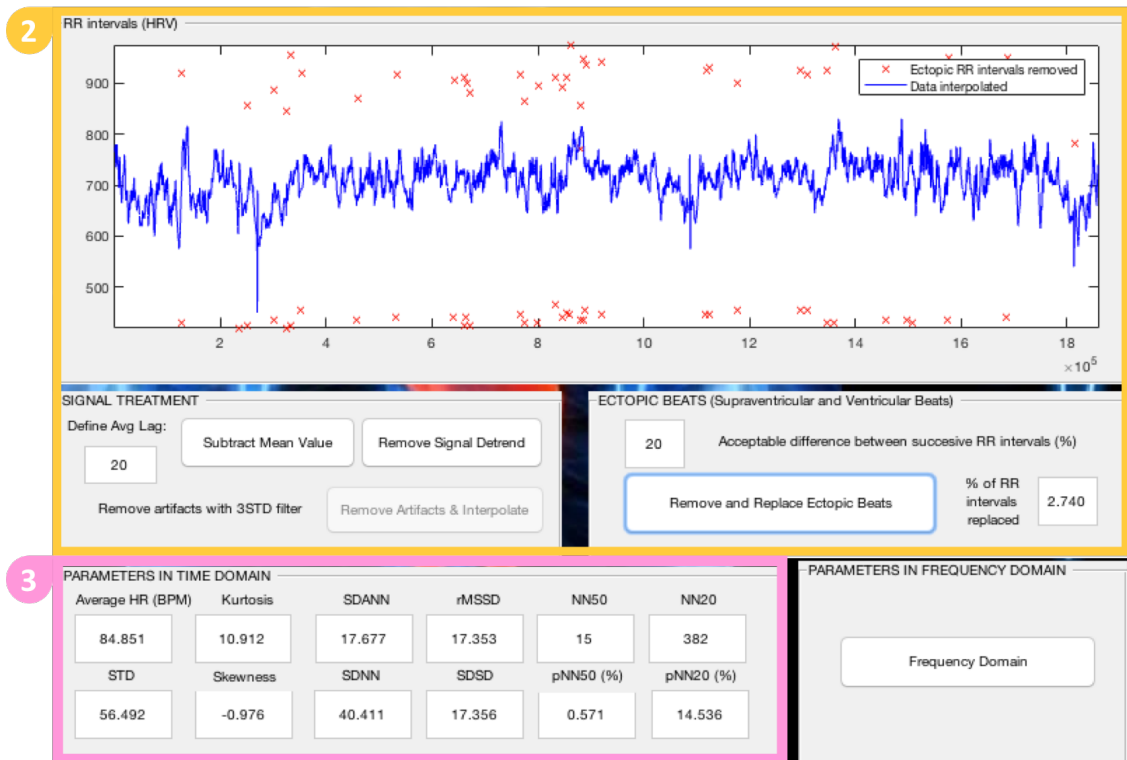 2
RR intervals (HRV)
900
800
700
600
500
Ectopic RR intervals removed
Data interpolated
2 4 6 8 10 12 14 16 18
×10⁵
SIGNAL TREATMENT
Define Avg Lag:
20
Subtract Mean Value
Remove Signal Detrend
Remove artifacts with 3STD filter
Remove Artifacts & Interpolate
ECTOPIC BEATS (Supraventricular and Ventricular Beats)
20
Acceptable difference between succesive RR intervals (%)
Remove and Replace Ectopic Beats
% of RR
intervals
replaced
2.740
3
PARAMETERS IN TIME DOMAIN
Average HR (BPM) Kurtosis SDANN rMSSD NN50 NN20
84.851 10.912 17.677 17.353 15 382
STD Skewness SDNN SDSD pNN50 (%) pNN20 (%)
56.492 -0.976 40.411 17.356 0.571 14.536
PARAMETERS IN FREQUENCY DOMAIN
Frequency Domain